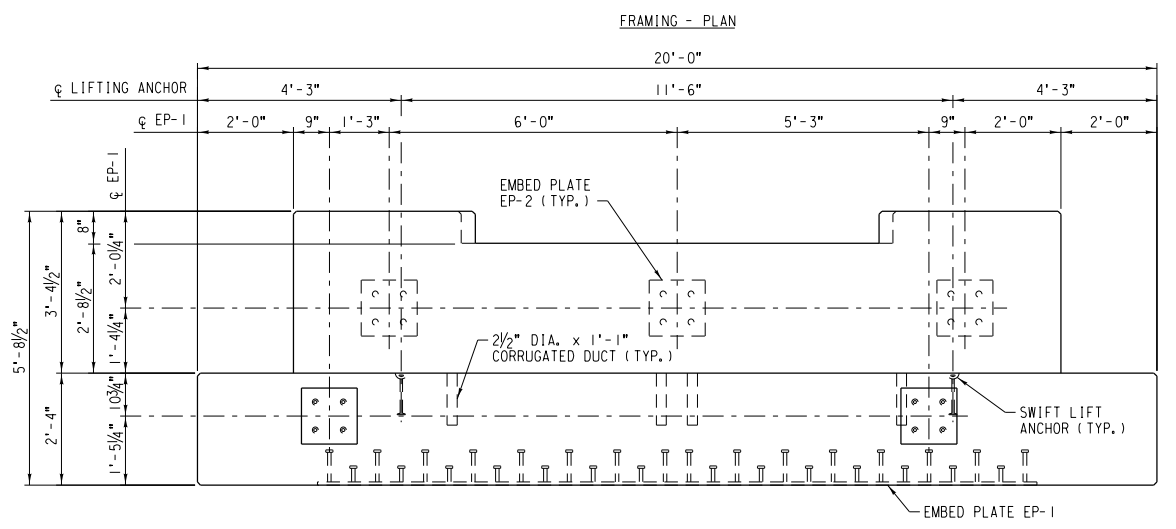 FRAMING - PLAN
20'-0"
℄ LIFTING ANCHOR
4'-3"
11'-6"
4'-3"
℄ EP-1
2'-0"
9"
1'-3"
6'-0"
5'-3"
9"
2'-0"
2'-0"
℄ EP-1
EMBED PLATE
EP-2 (TYP.)
8"
2'-0¼"
3'-4½"
2'-8½"
1'-4¼"
5'-8½"
2½" DIA. x 1'-1"
CORRUGATED DUCT (TYP.)
10¾"
2'-4"
1'-5¼"
SWIFT LIFT
ANCHOR (TYP.)
EMBED PLATE EP-1